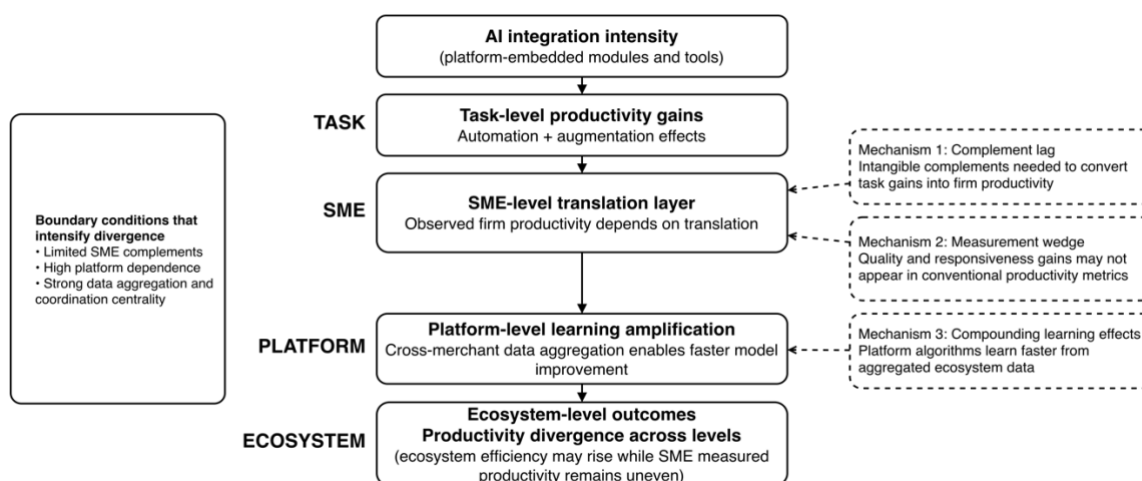 AI integration intensity
(platform-embedded modules and tools)
TASK
Task-level productivity gains
Automation + augmentation effects
SME
SME-level translation layer
Observed firm productivity depends on translation
Mechanism 1: Complement lag
Intangible complements needed to convert
task gains into firm productivity
Mechanism 2: Measurement wedge
Quality and responsiveness gains may not
appear in conventional productivity metrics
Boundary conditions that
intensify divergence
• Limited SME complements
• High platform dependence
• Strong data aggregation and
coordination centrality
PLATFORM
Platform-level learning amplification
Cross-merchant data aggregation enables faster model
improvement
Mechanism 3: Compounding learning effects
Platform algorithms learn faster from
aggregated ecosystem data
ECOSYSTEM
Ecosystem-level outcomes
Productivity divergence across levels
(ecosystem efficiency may rise while SME measured
productivity remains uneven)